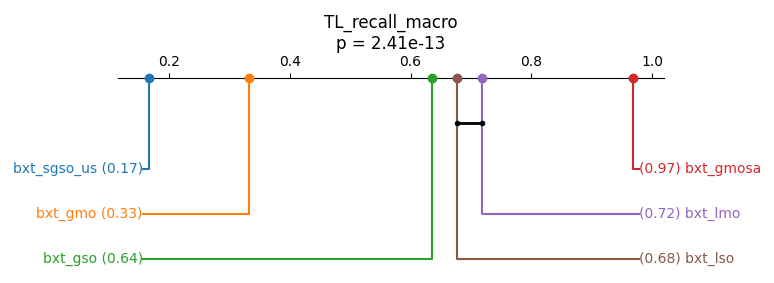 TL_recall_macro
p = 2.41e-13
0.2 0.4 0.6 0.8 1.0
bxt_sgso_us (0.17) (0.97) bxt_gmosa
bxt_gmo (0.33) (0.72) bxt_lmo
bxt_gso (0.64) (0.68) bxt_lso